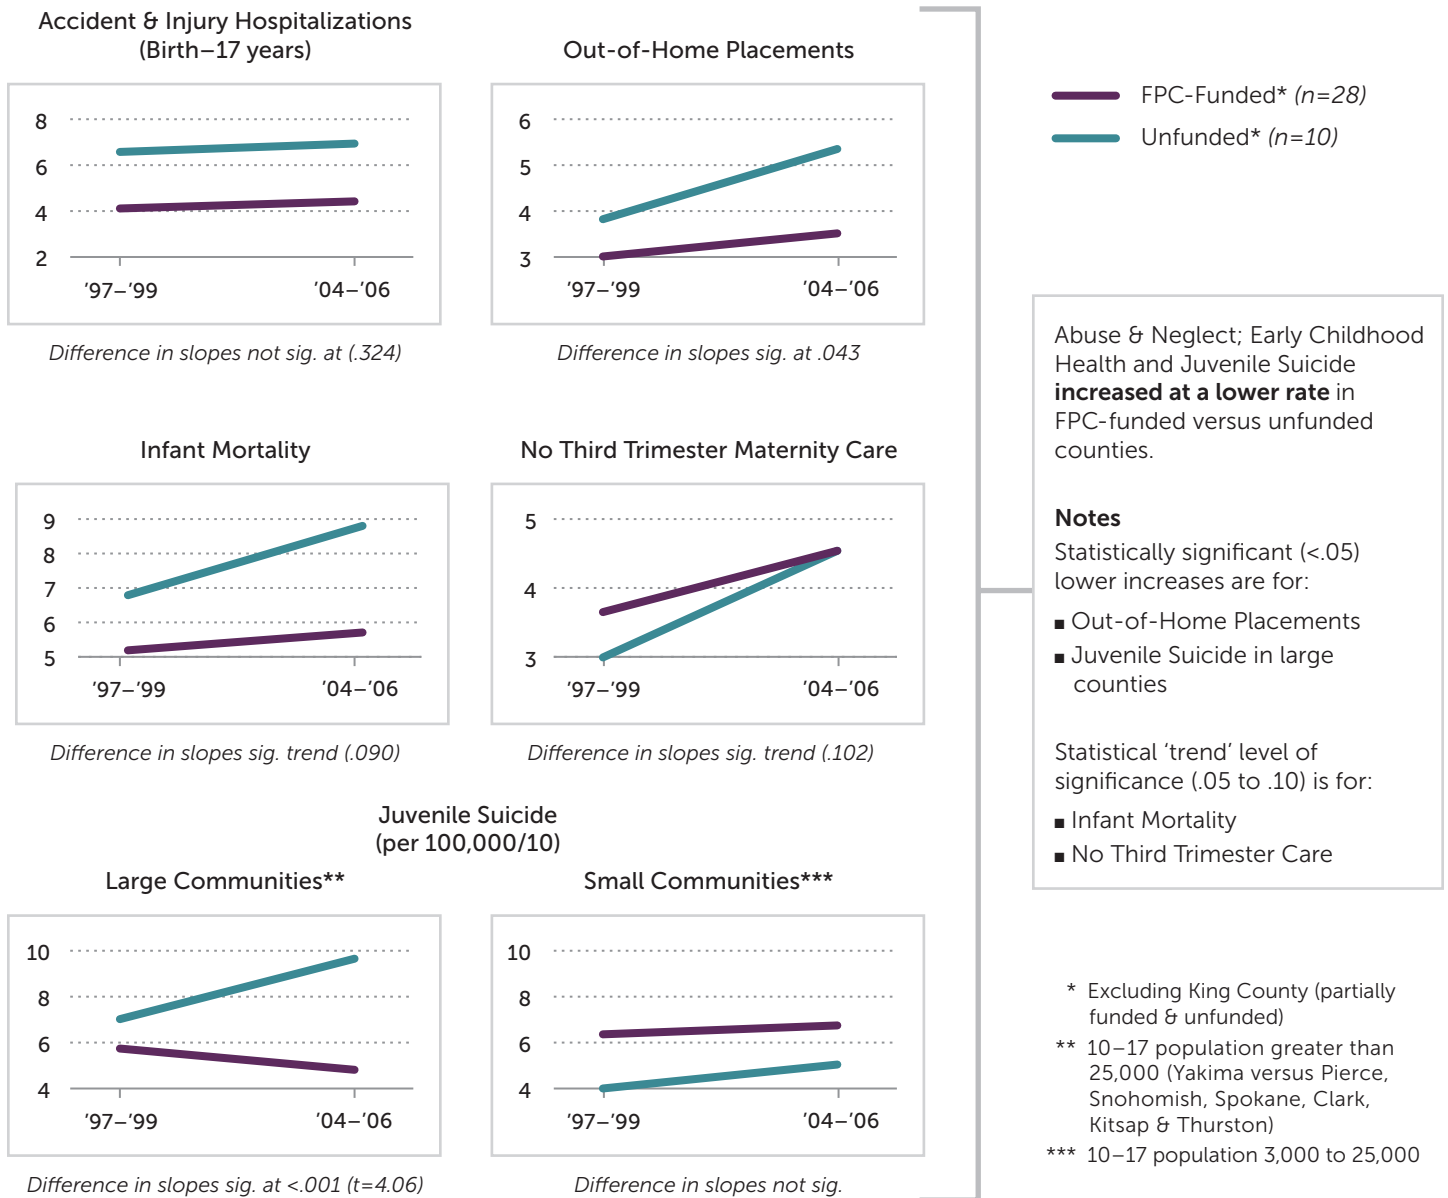 Accident & Injury Hospitalizations
(Birth–17 years)
8
6
4
2
’97–’99
’04–’06
Difference in slopes not sig. at (.324)
Out-of-Home Placements
6
5
4
3
’97–’99
’04–’06
Difference in slopes sig. at .043
Infant Mortality
9
8
7
6
5
’97–’99
’04–’06
Difference in slopes sig. trend (.090)
No Third Trimester Maternity Care
5
4
3
’97–’99
’04–’06
Difference in slopes sig. trend (.102)
Juvenile Suicide
(per 100,000/10)
Large Communities**
10
8
6
4
’97–’99
’04–’06
Difference in slopes sig. at <.001 (t=4.06)
Small Communities***
10
8
6
4
’97–’99
’04–’06
Difference in slopes not sig.
FPC-Funded* (n=28)
Unfunded* (n=10)
Abuse & Neglect; Early Childhood
Health and Juvenile Suicide
increased at a lower rate in
FPC-funded versus unfunded
counties.
Notes
Statistically significant (<.05)
lower increases are for:
■ Out-of-Home Placements
■ Juvenile Suicide in large
counties
Statistical ‘trend’ level of
significance (.05 to .10) is for:
■ Infant Mortality
■ No Third Trimester Care
* Excluding King County (partially
funded & unfunded)
** 10–17 population greater than
25,000 (Yakima versus Pierce,
Snohomish, Spokane, Clark,
Kitsap & Thurston)
*** 10–17 population 3,000 to 25,000